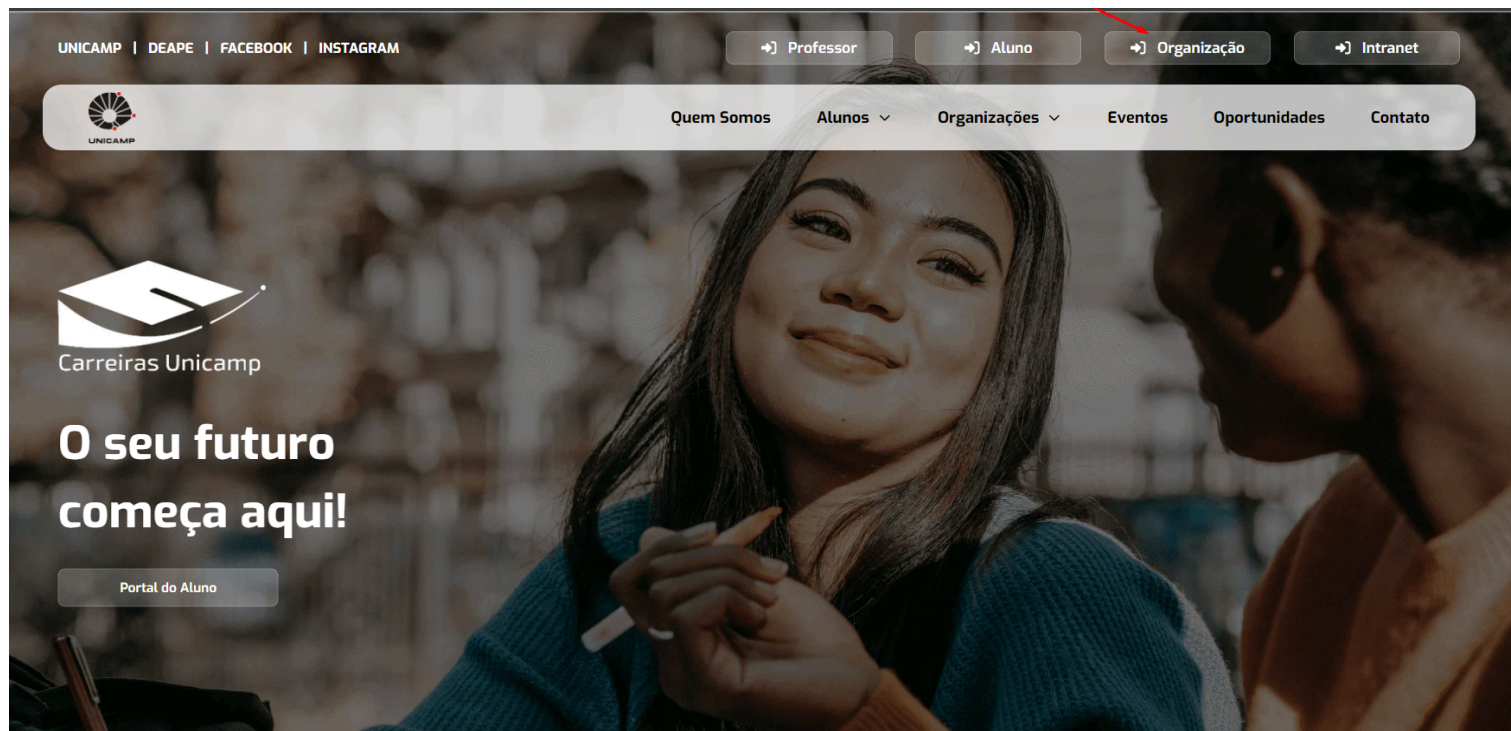 UNICAMP | DEAPE | FACEBOOK | INSTAGRAM
Professor
Aluno
Organização
Intranet
UNICAMP
Quem Somos
Alunos
Organizações
Eventos
Oportunidades
Contato
Carreiras Unicamp
O seu futuro
começa aqui!
Portal do Aluno